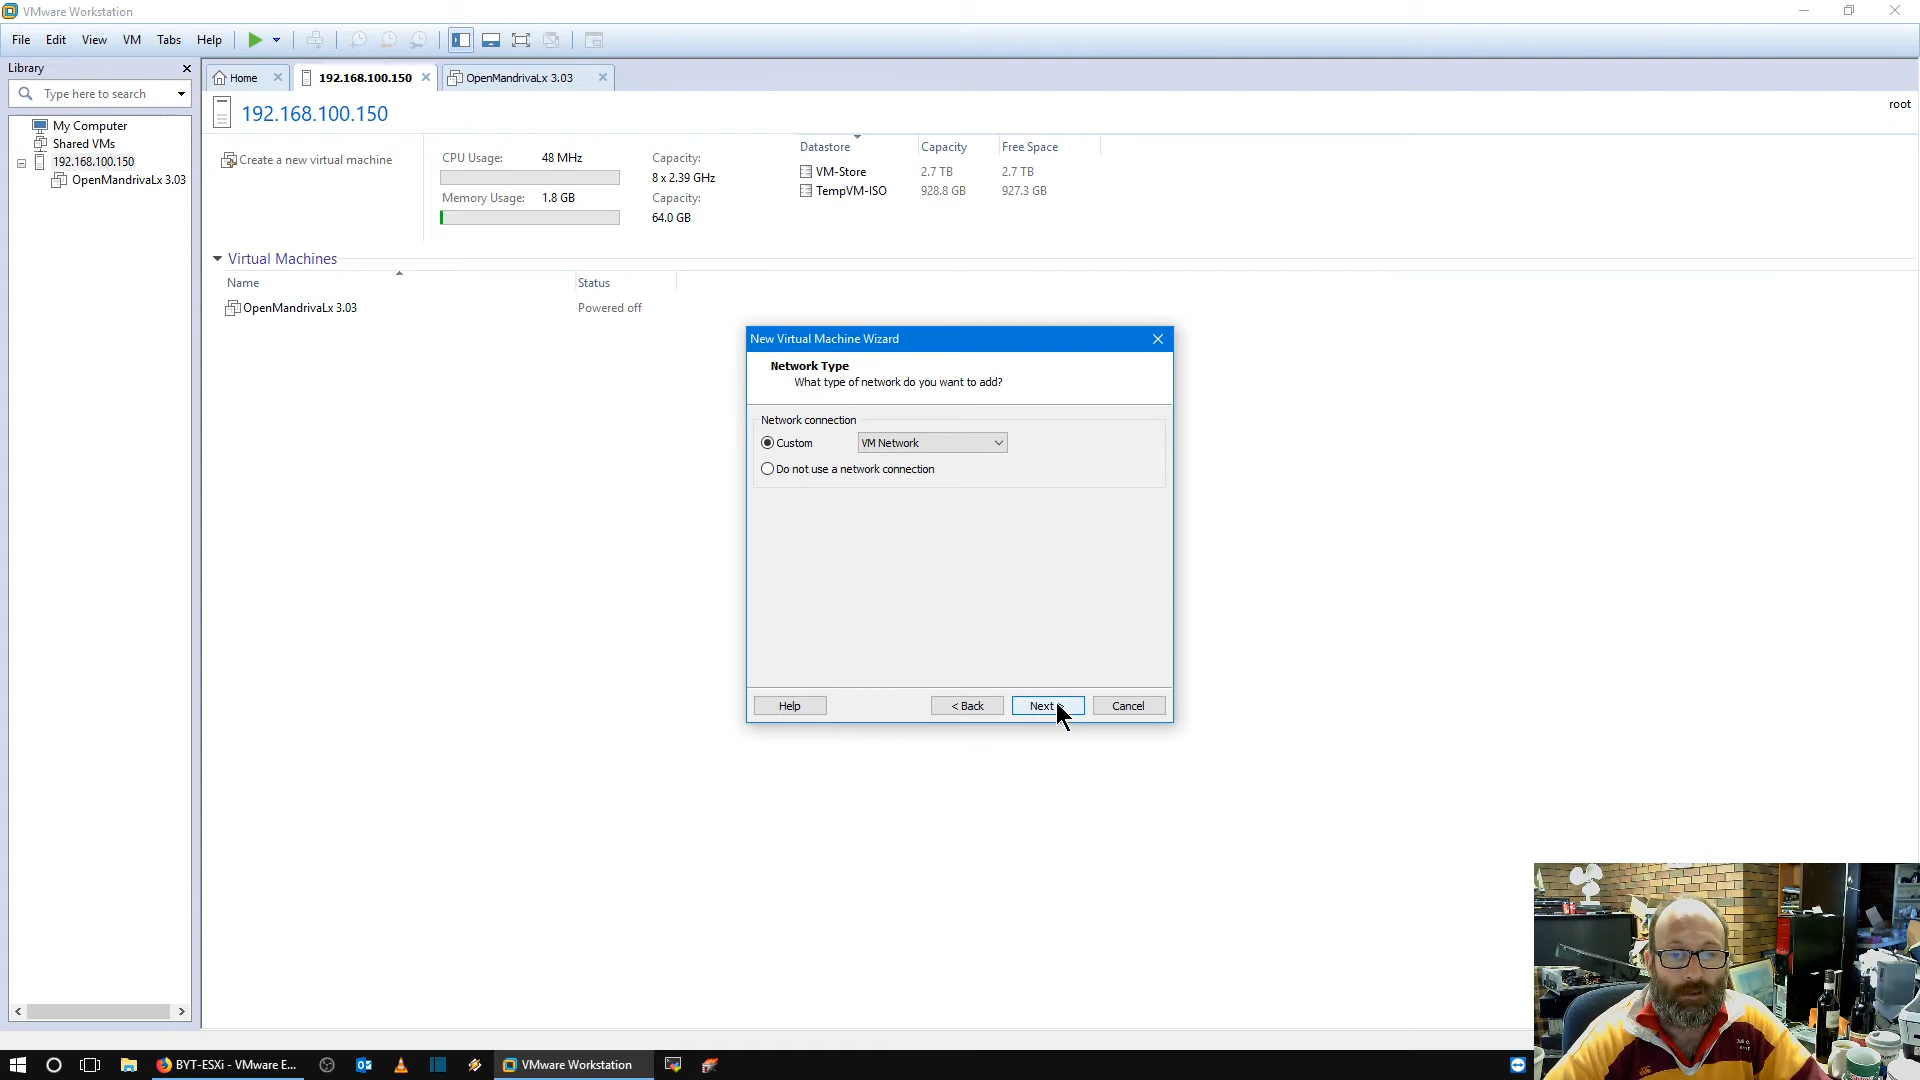 VMware Workstation
File Edit View VM Tabs Help
Library
Type here to search
My Computer
Shared VMs
192.168.100.150
OpenMandrivaLx 3.03
Home
192.168.100.150
OpenMandrivaLx 3.03
192.168.100.150
root
Create a new virtual machine
CPU Usage: 48 MHz
Capacity:
8 x 2.39 GHz
Memory Usage: 1.8 GB
Capacity:
64.0 GB
Datastore Capacity Free Space
VM-Store 2.7 TB 2.7 TB
TempVM-ISO 928.8 GB 927.3 GB
Virtual Machines
Name Status
OpenMandrivaLx 3.03 Powered off
New Virtual Machine Wizard
Network Type
What type of network do you want to add?
Network connection
Custom VM Network
Do not use a network connection
Help < Back Next Cancel
BYT-ESXi - VMware E... VMware Workstation